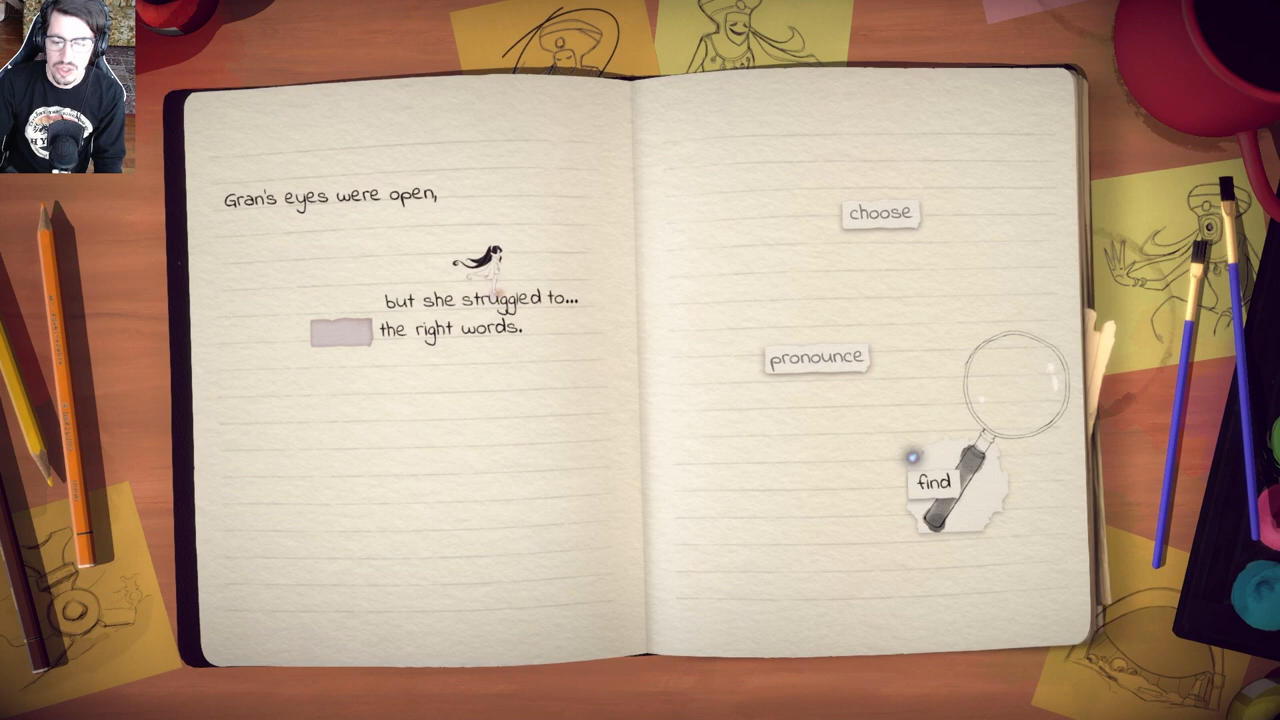 Gran's eyes were open,
but she struggled to...
the right words.
choose
pronounce
find